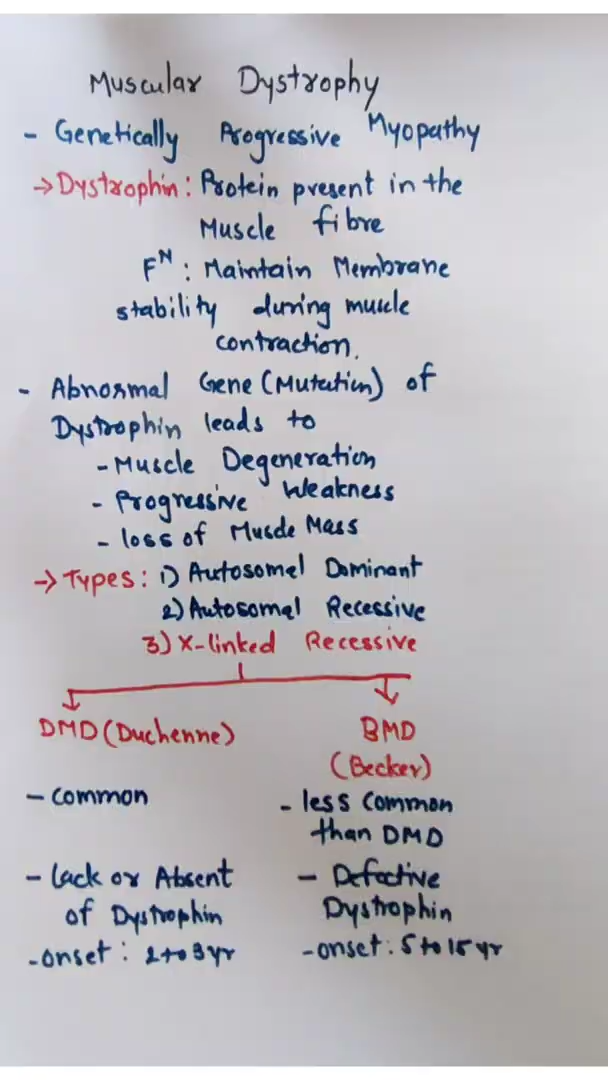 Muscular Dystrophy
- Genetically Progressive Myopathy
→ Dystrophin : Protein present in the
Muscle fibre
Fᴺ : Maintain Membrane
stability during muscle
contraction.
- Abnormal Gene (Mutation) of
Dystrophin leads to
- Muscle Degeneration
- Progressive Weakness
- loss of Muscle Mass
→ Types : 1) Autosomal Dominant
2) Autosomal Recessive
3) X-linked Recessive
DMD (Duchenne)
- Common
- Lack or Absent
of Dystrophin
- onset : 2 to 3 yr
BMD
(Becker)
- less Common
than DMD
- Defective
Dystrophin
- onset : 5 to 15 yr